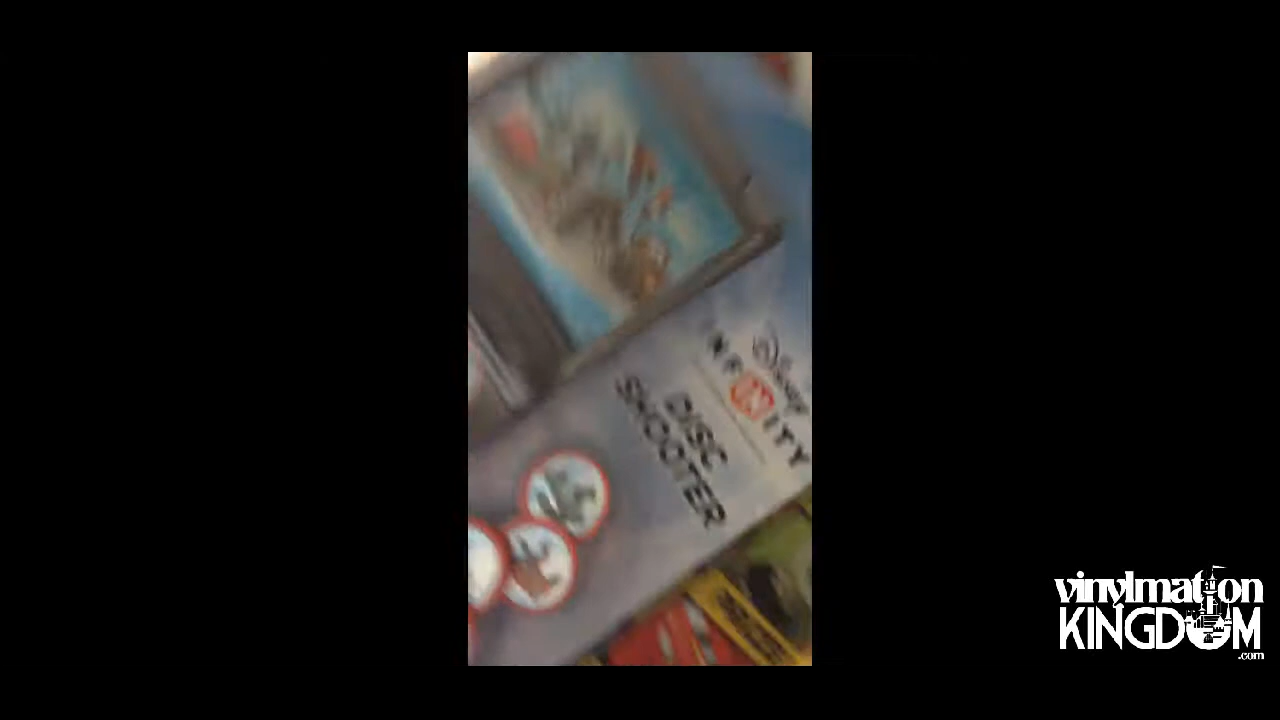 Disney
INFINITY
DISC
SHOOTER
vinylmation
KINGDOM
.com